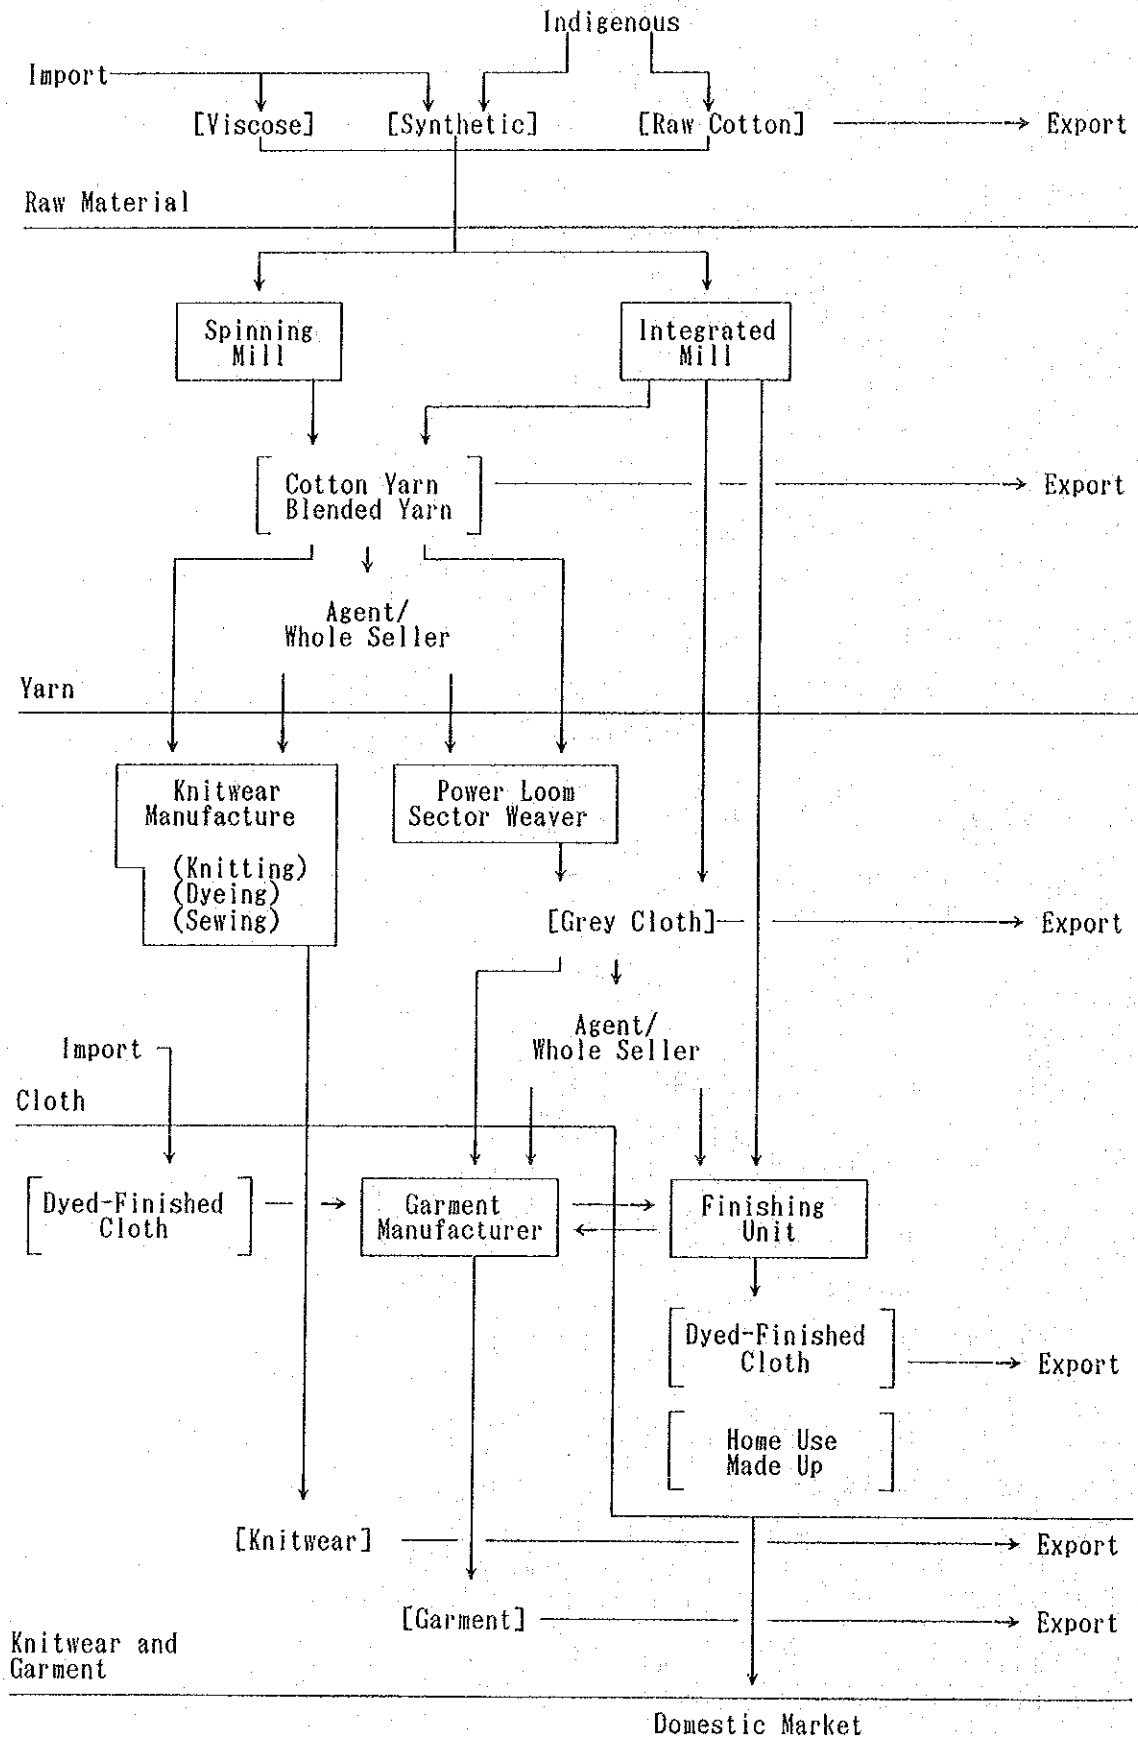 Indigenous
Import
[Viscose] [Synthetic] [Raw Cotton] Export
Raw Material
Spinning
Mill
Integrated
Mill
Cotton Yarn
Blended Yarn
Export
Agent/
Whole Seller
Yarn
Knitwear
Manufacture
(Knitting)
(Dyeing)
(Sewing)
Power Loom
Sector Weaver
[Grey Cloth] Export
Agent/
Whole Seller
Import
Cloth
Dyed-Finished
Cloth
Garment
Manufacturer
Finishing
Unit
Dyed-Finished
Cloth
Export
Home Use
Made Up
[Knitwear] Export
[Garment] Export
Knitwear and
Garment
Domestic Market